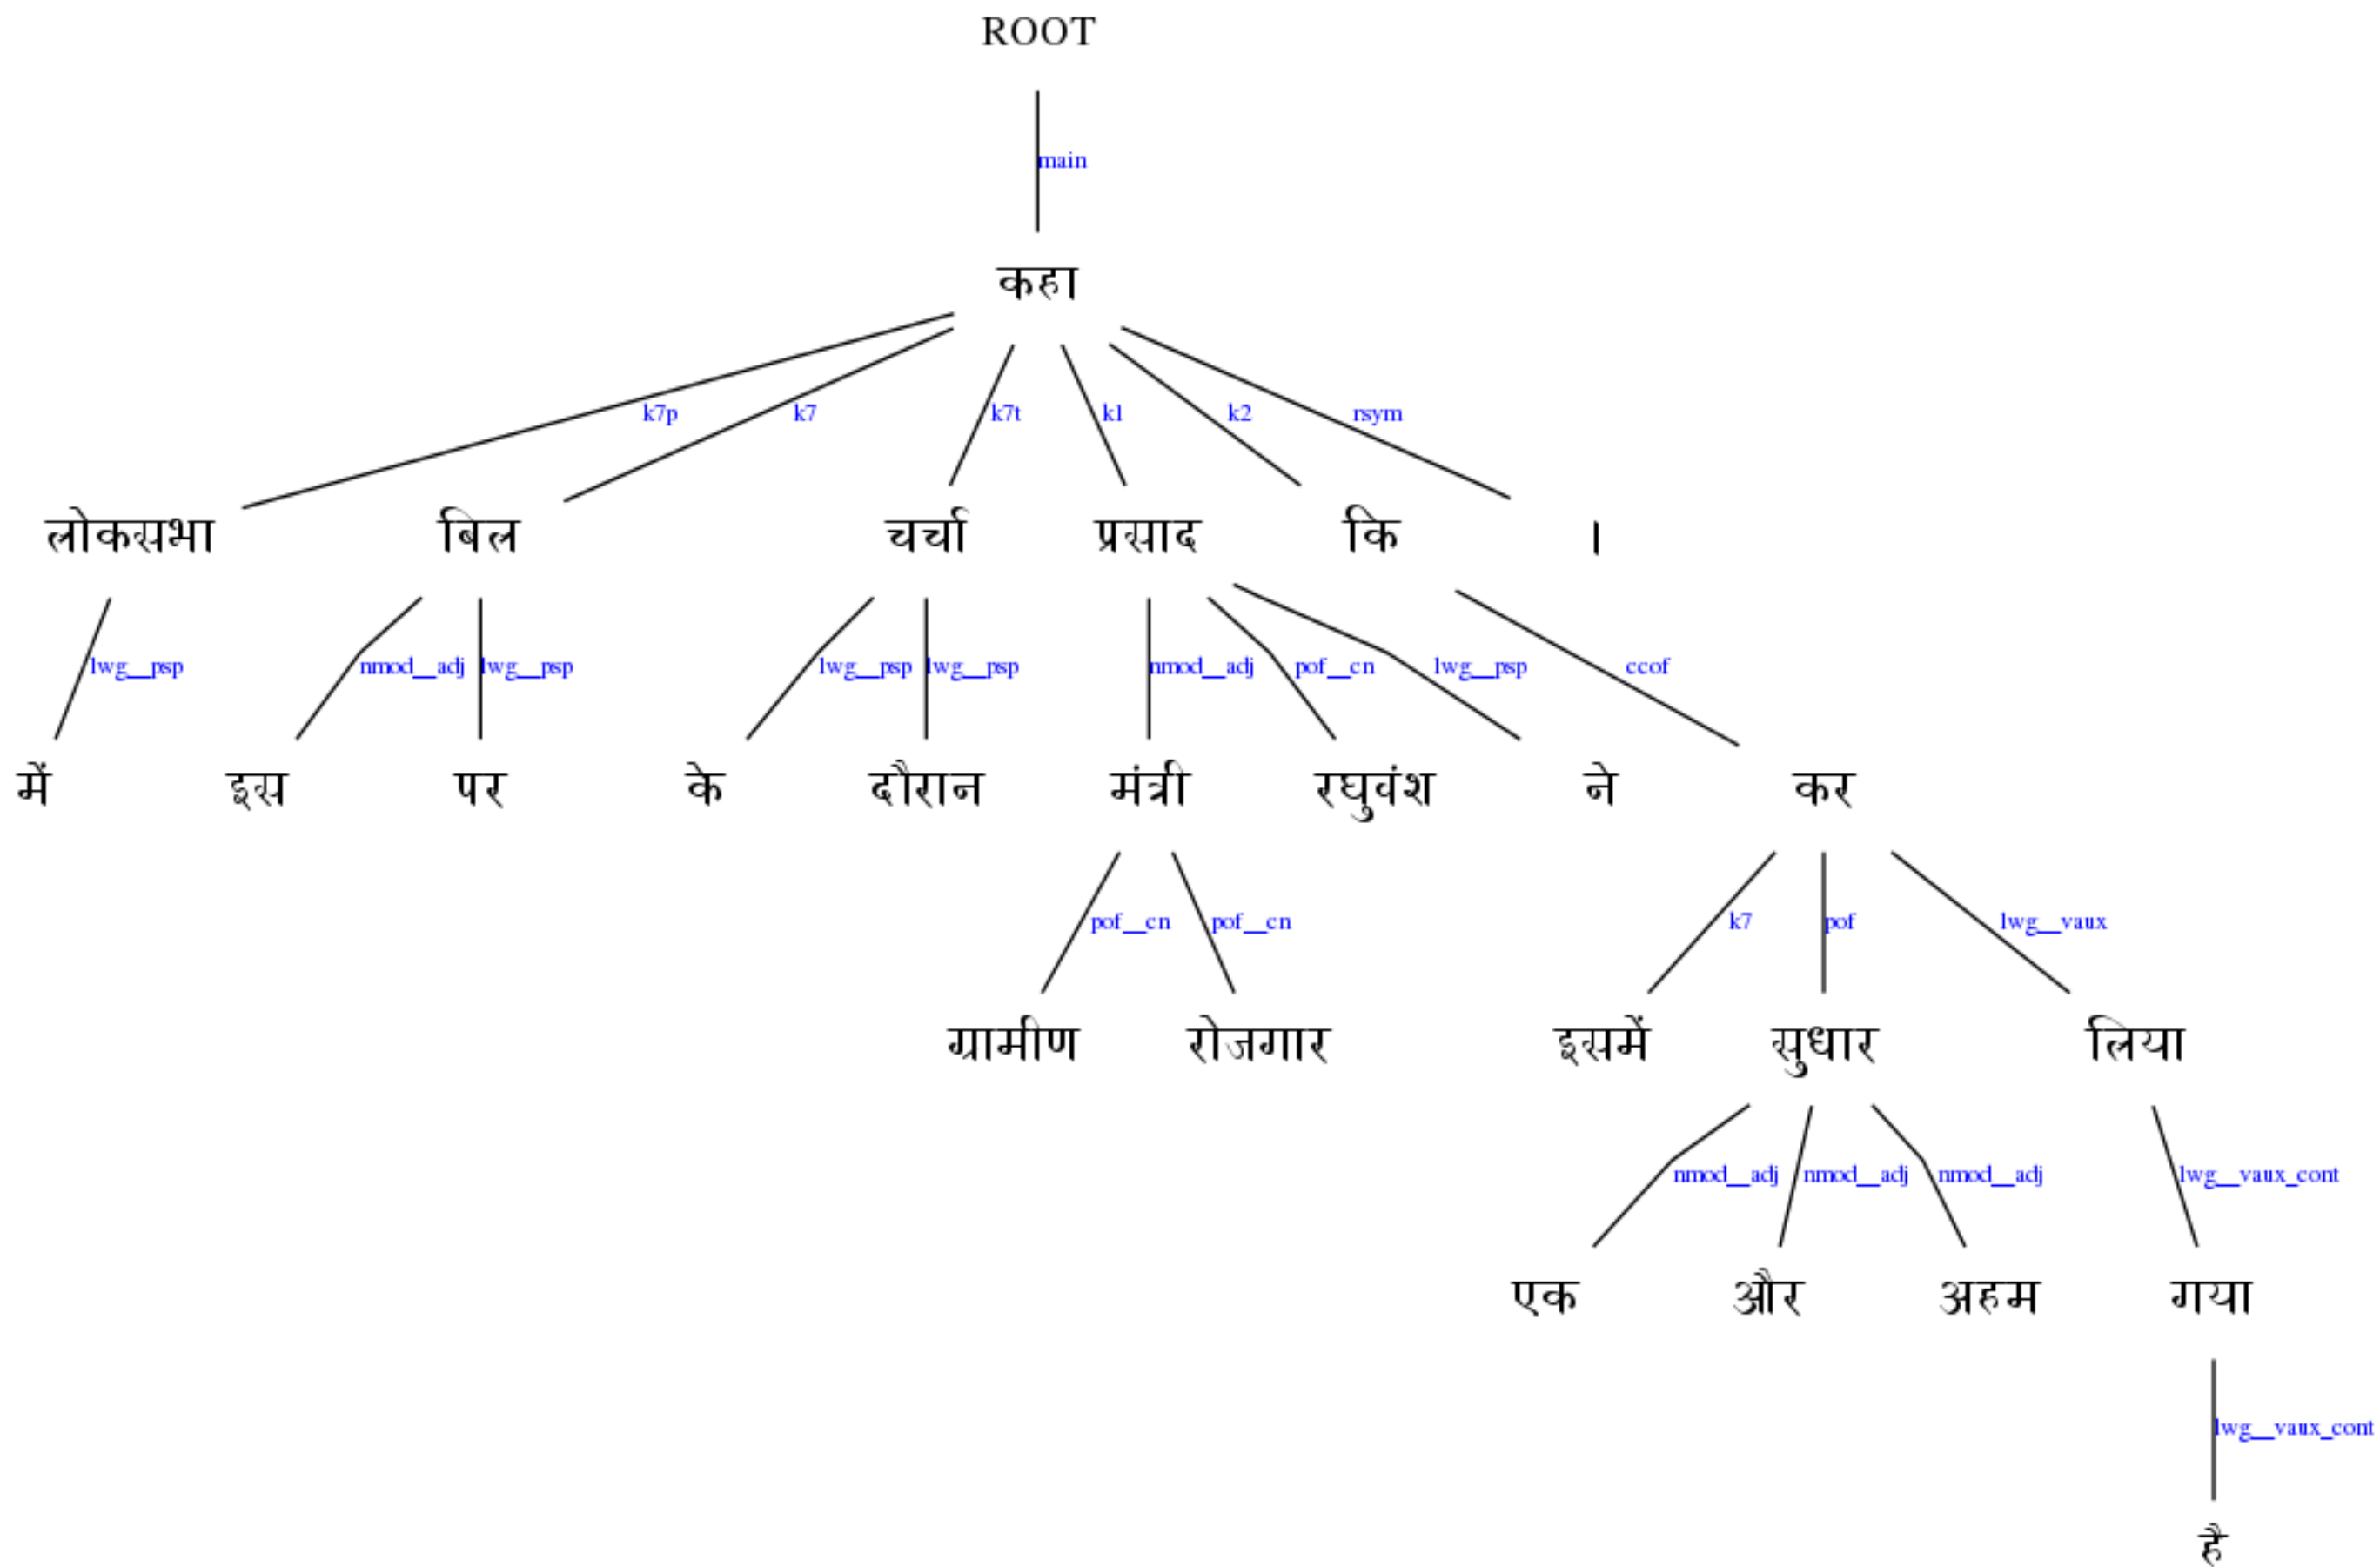 ROOT
main
कहा
k7p k7 k7t k1 k2 rsym
लोकसभा बिल चर्चा प्रसाद कि ।
lwg__psp nmod__adj lwg__psp lwg__psp lwg__psp nmod__adj pof__cn lwg__psp ccof
में इस पर के दौरान मंत्री रघुवंश ने कर
pof__cn pof__cn k7 pof lwg__vaux
ग्रामीण रोजगार इसमें सुधार लिया
nmod__adj nmod__adj nmod__adj lwg__vaux_cont
एक और अहम गया
lwg__vaux_cont
है